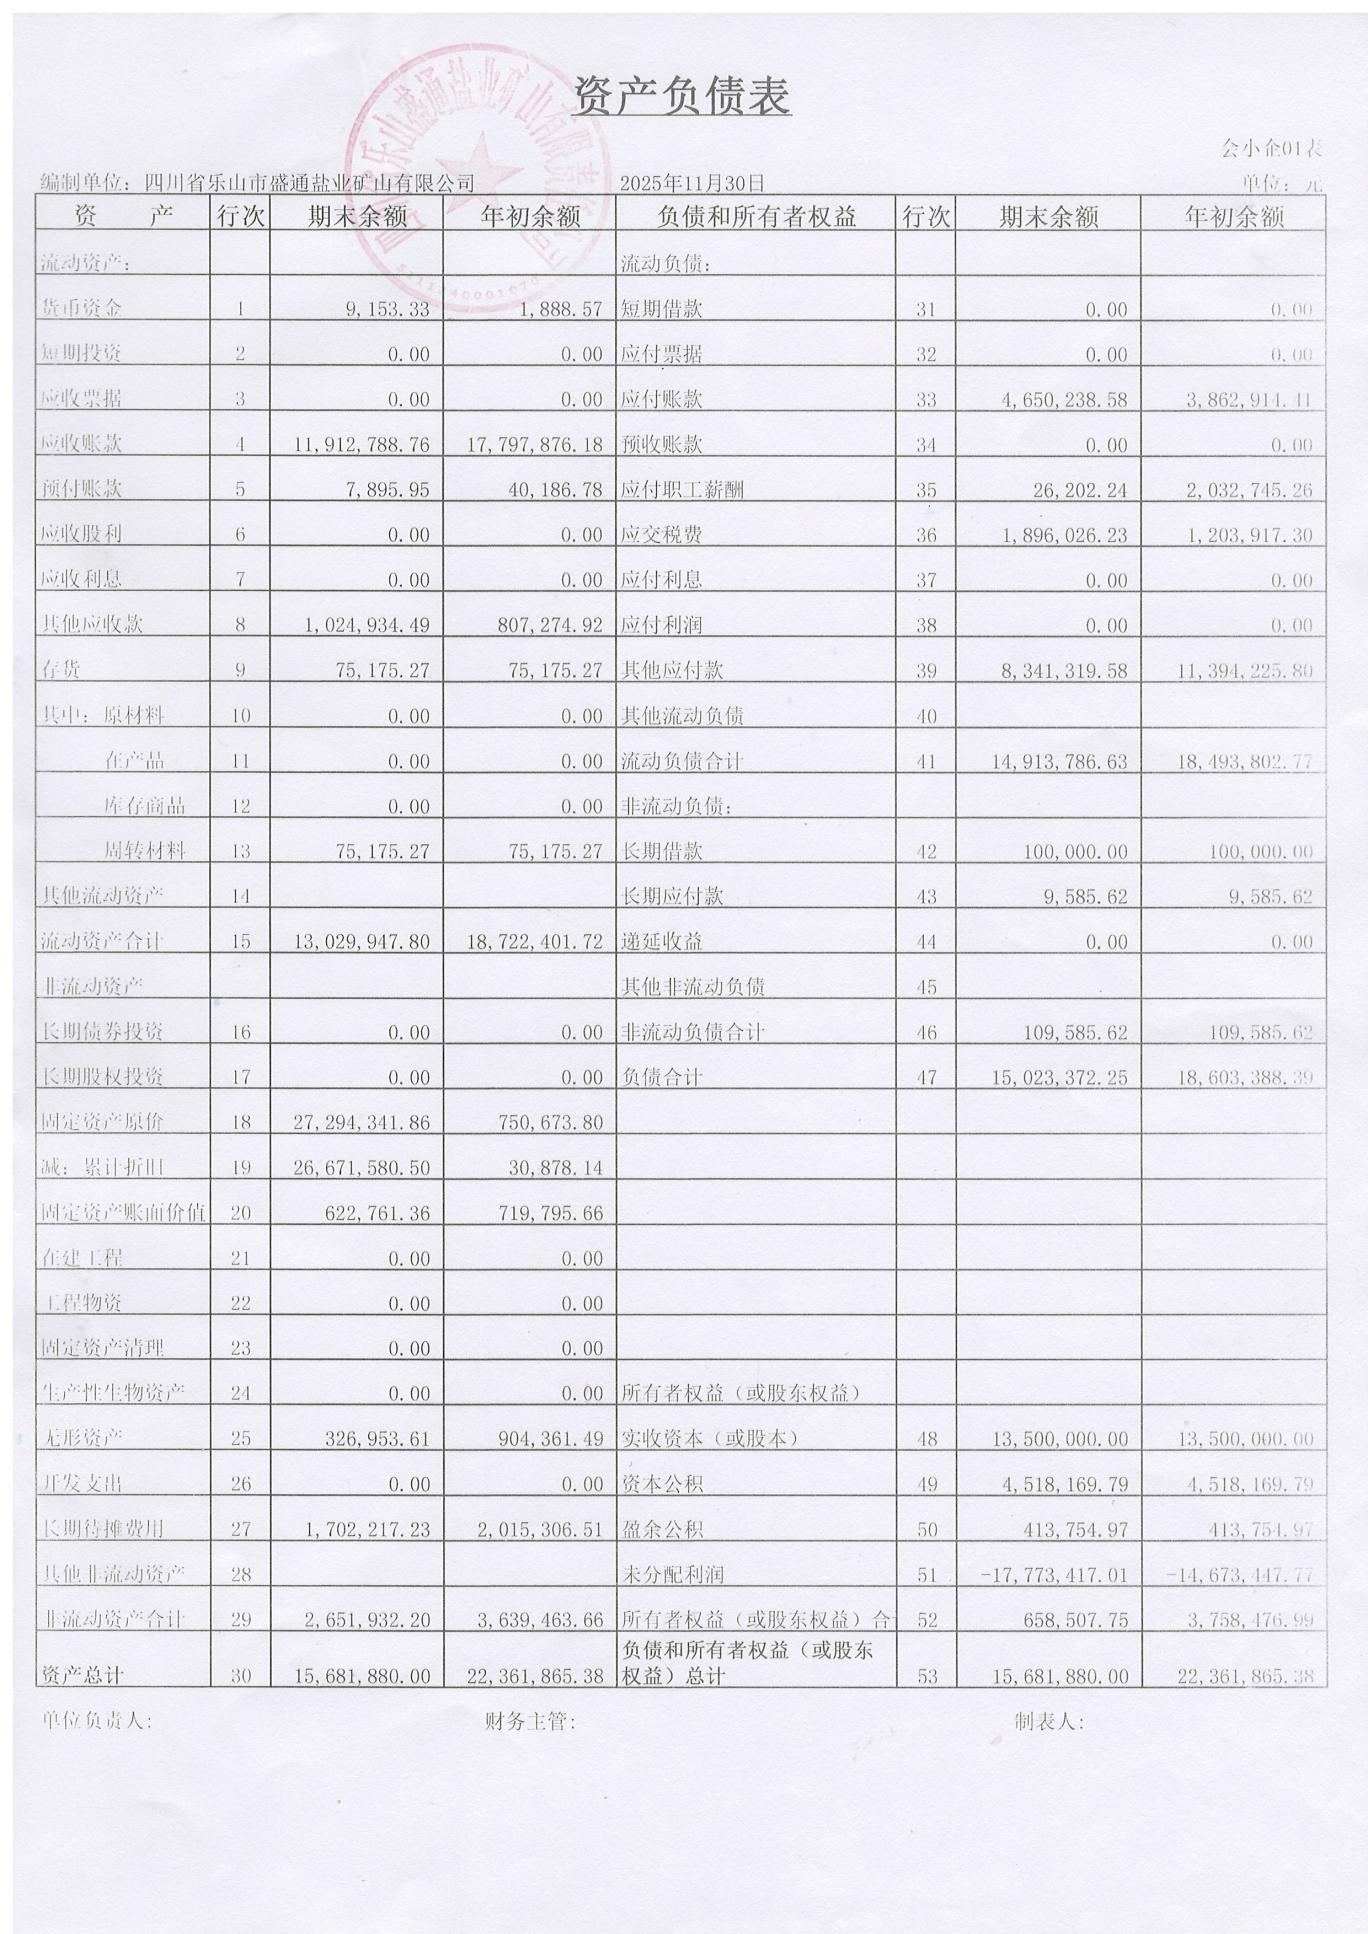 资产负债表
会小企01表
编制单位：四川省乐山市盛通盐业矿山有限公司 2025年11月30日 单位：元
资 产 行次 期末余额 年初余额 负债和所有者权益 行次 期末余额 年初余额
流动资产： 流动负债：
货币资金 1 9,153.33 1,888.57 短期借款 31 0.00 0.00
短期投资 2 0.00 0.00 应付票据 32 0.00 0.00
应收票据 3 0.00 0.00 应付账款 33 4,650,238.58 3,862,914.41
应收账款 4 11,912,788.76 17,797,876.18 预收账款 34 0.00 0.00
预付账款 5 7,895.95 40,186.78 应付职工薪酬 35 26,202.24 2,032,745.26
应收股利 6 0.00 0.00 应交税费 36 1,896,026.23 1,203,917.30
应收利息 7 0.00 0.00 应付利息 37 0.00 0.00
其他应收款 8 1,024,934.49 807,274.92 应付利润 38 0.00 0.00
存货 9 75,175.27 75,175.27 其他应付款 39 8,341,319.58 11,394,225.80
其中：原材料 10 0.00 0.00 其他流动负债 40
在产品 11 0.00 0.00 流动负债合计 41 14,913,786.63 18,493,802.77
库存商品 12 0.00 0.00 非流动负债：
周转材料 13 75,175.27 75,175.27 长期借款 42 100,000.00 100,000.00
其他流动资产 14 长期应付款 43 9,585.62 9,585.62
流动资产合计 15 13,029,947.80 18,722,401.72 递延收益 44 0.00 0.00
非流动资产 其他非流动负债 45
长期债券投资 16 0.00 0.00 非流动负债合计 46 109,585.62 109,585.62
长期股权投资 17 0.00 0.00 负债合计 47 15,023,372.25 18,603,388.39
固定资产原价 18 27,294,341.86 750,673.80
减：累计折旧 19 26,671,580.50 30,878.14
固定资产账面价值 20 622,761.36 719,795.66
在建工程 21 0.00 0.00
工程物资 22 0.00 0.00
固定资产清理 23 0.00 0.00
生产性生物资产 24 0.00 0.00 所有者权益（或股东权益）
无形资产 25 326,953.61 904,361.49 实收资本（或股本） 48 13,500,000.00 13,500,000.00
开发支出 26 0.00 0.00 资本公积 49 4,518,169.79 4,518,169.79
长期待摊费用 27 1,702,217.23 2,015,306.51 盈余公积 50 413,754.97 413,754.97
其他非流动资产 28 未分配利润 51 -17,773,417.01 -14,673,447.77
非流动资产合计 29 2,651,932.20 3,639,463.66 所有者权益（或股东权益）合 52 658,507.75 3,758,476.99
资产总计 30 15,681,880.00 22,361,865.38 负债和所有者权益（或股东权益）总计 53 15,681,880.00 22,361,865.38
单位负责人： 财务主管： 制表人：